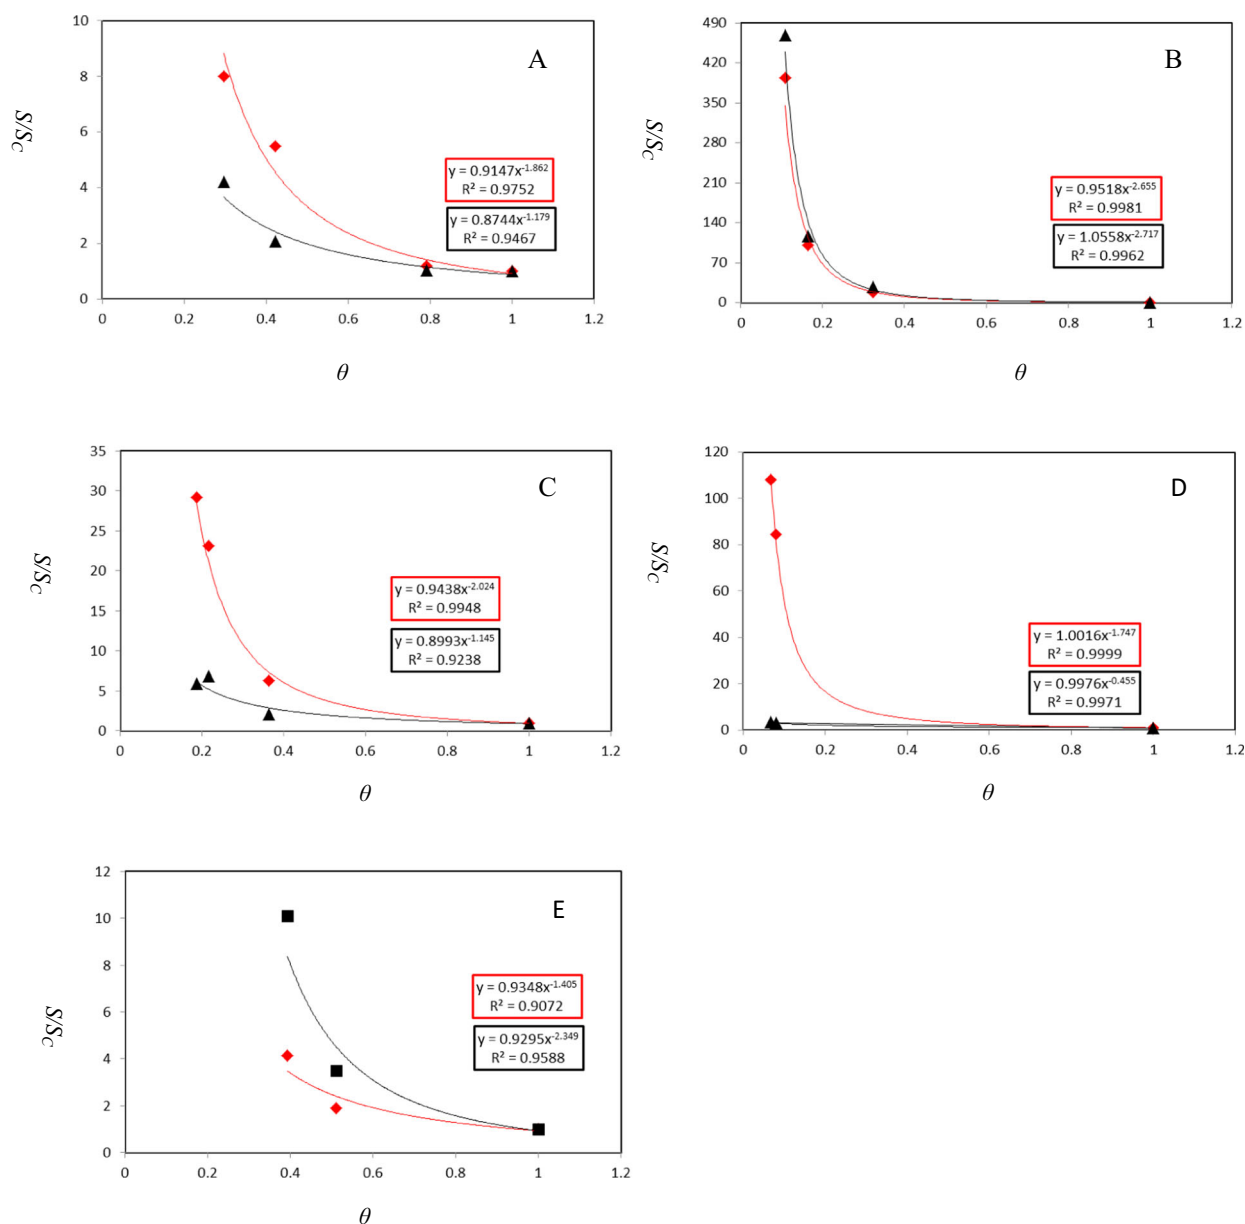 A
10
8
6
4
2
0
0 0.2 0.4 0.6 0.8 1 1.2
S/S_C
θ
y = 0.9147x^-1.862
R² = 0.9752
y = 0.8744x^-1.179
R² = 0.9467
B
490
420
350
280
210
140
70
0
0 0.2 0.4 0.6 0.8 1 1.2
S/S_C
θ
y = 0.9518x^-2.655
R² = 0.9981
y = 1.0558x^-2.717
R² = 0.9962
C
35
30
25
20
15
10
5
0
0 0.2 0.4 0.6 0.8 1 1.2
S/S_C
θ
y = 0.9438x^-2.024
R² = 0.9948
y = 0.8993x^-1.145
R² = 0.9238
D
120
100
80
60
40
20
0
0 0.2 0.4 0.6 0.8 1 1.2
S/S_C
θ
y = 1.0016x^-1.747
R² = 0.9999
y = 0.9976x^-0.455
R² = 0.9971
E
12
10
8
6
4
2
0
0 0.2 0.4 0.6 0.8 1 1.2
S/S_C
θ
y = 0.9348x^-1.405
R² = 0.9072
y = 0.9295x^-2.349
R² = 0.9588